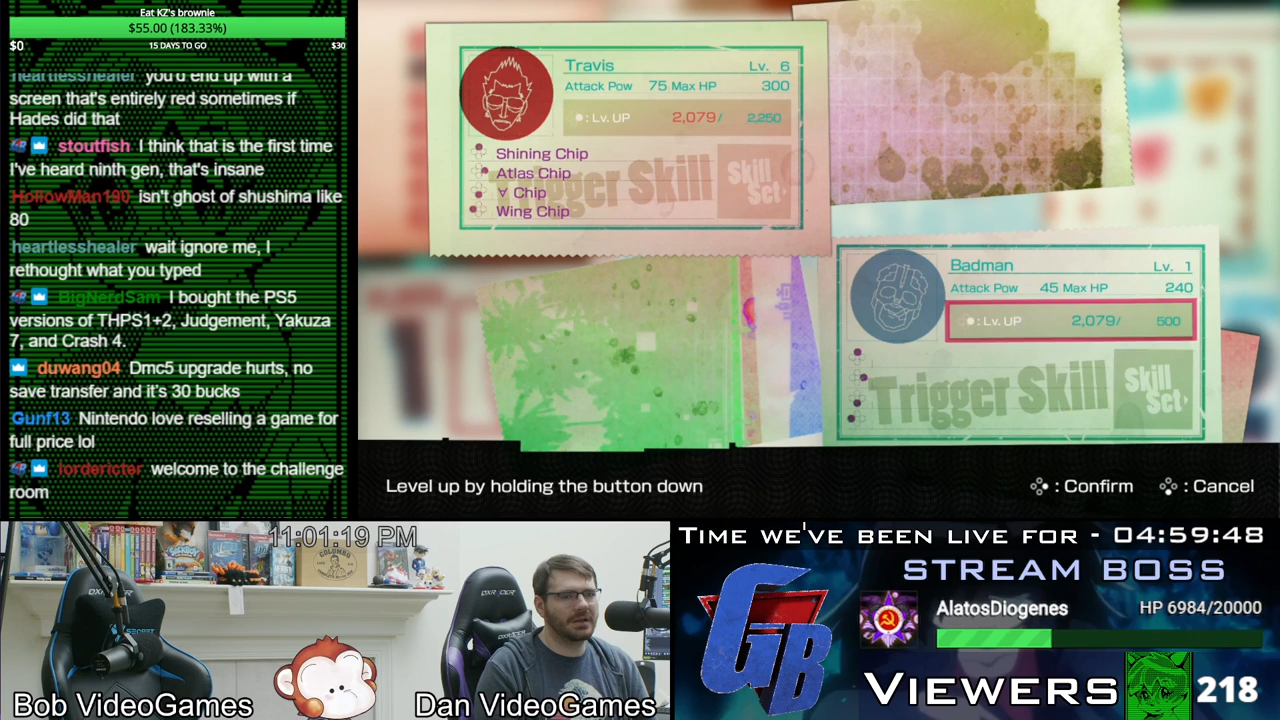 Eat KZ's brownie
$55.00 (183.33%)
$0
15 DAYS TO GO
$30
heartlesshealer you'd end up with a
screen that's entirely red sometimes if
Hades did that
stoutfish I think that is the first time
I've heard ninth gen, that's insane
HollowMan190 isn't ghost of shushima like
80
heartlesshealer wait ignore me, I
rethought what you typed
BigNerdSam I bought the PS5
versions of THPS1+2, Judgement, Yakuza
7, and Crash 4.
duwang04 Dmc5 upgrade hurts, no
save transfer and it's 30 bucks
Gunf13 Nintendo love reselling a game for
full price lol
lordericter welcome to the challenge
room
Travis Lv. 6
Attack Pow 75 Max HP 300
: Lv. UP 2,079/ 2,250
Shining Chip
Atlas Chip
∀ Chip
Wing Chip
Trigger Skill
Skill Set
Badman Lv. 1
Attack Pow 45 Max HP 240
: Lv. UP 2,079/ 500
Trigger Skill
Skill
Set
Level up by holding the button down
: Confirm : Cancel
11:01:19 PM
COLUMBO
DXRACER
DXRACER
Bob VideoGames
Dan VideoGames
TIME WE'VE BEEN LIVE FOR - 04:59:48
STREAM BOSS
AlatosDiogenes HP 6984/20000
GB
VIEWERS 218